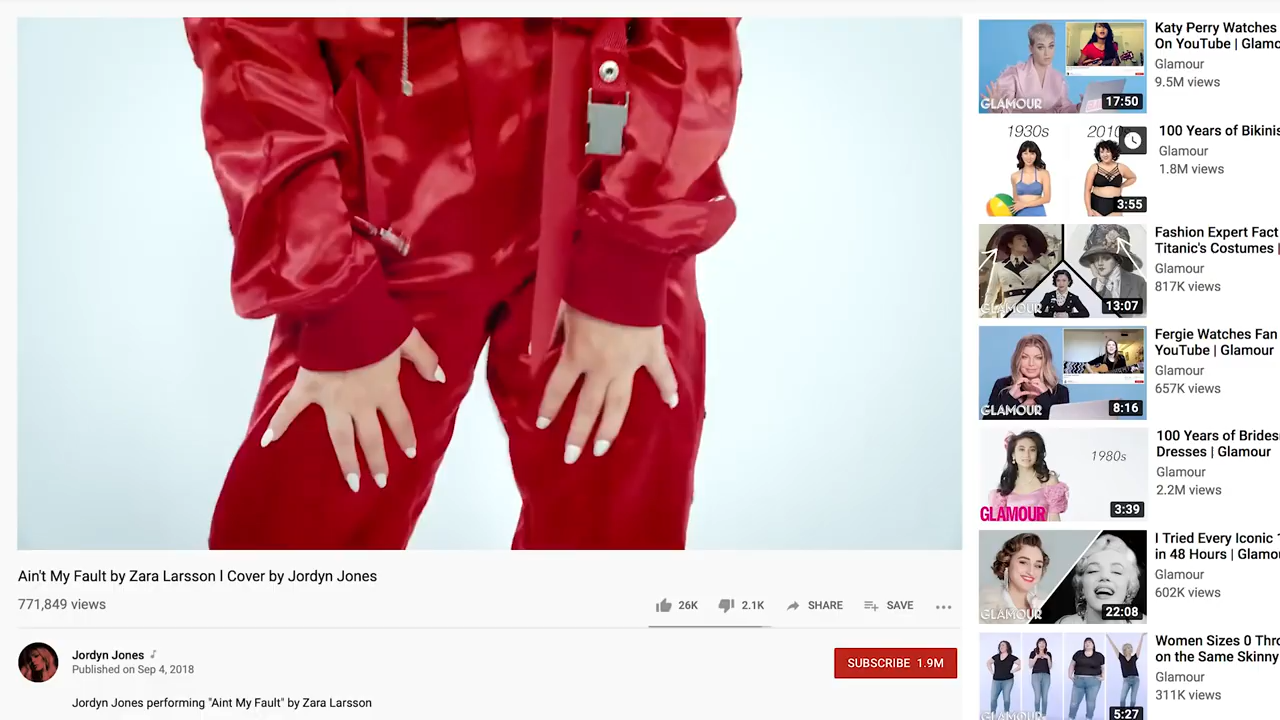 Ain't My Fault by Zara Larsson l Cover by Jordyn Jones
771,849 views
26K
2.1K
SHARE
SAVE
Jordyn Jones
Published on Sep 4, 2018
SUBSCRIBE 1.9M
Jordyn Jones performing "Aint My Fault" by Zara Larsson
GLAMOUR
17:50
Katy Perry Watches
On YouTube | Glamo
Glamour
9.5M views
1930s
2010
3:55
100 Years of Bikinis
Glamour
1.8M views
GLAMOUR
13:07
Fashion Expert Fact
Titanic's Costumes |
Glamour
817K views
GLAMOUR
8:16
Fergie Watches Fan
YouTube | Glamour
Glamour
657K views
1980s
GLAMOUR
3:39
100 Years of Brides
Dresses | Glamour
Glamour
2.2M views
GLAMOUR
22:08
I Tried Every Iconic
in 48 Hours | Glamo
Glamour
602K views
GLAMOUR
5:27
Women Sizes 0 Thro
on the Same Skinny
Glamour
311K views